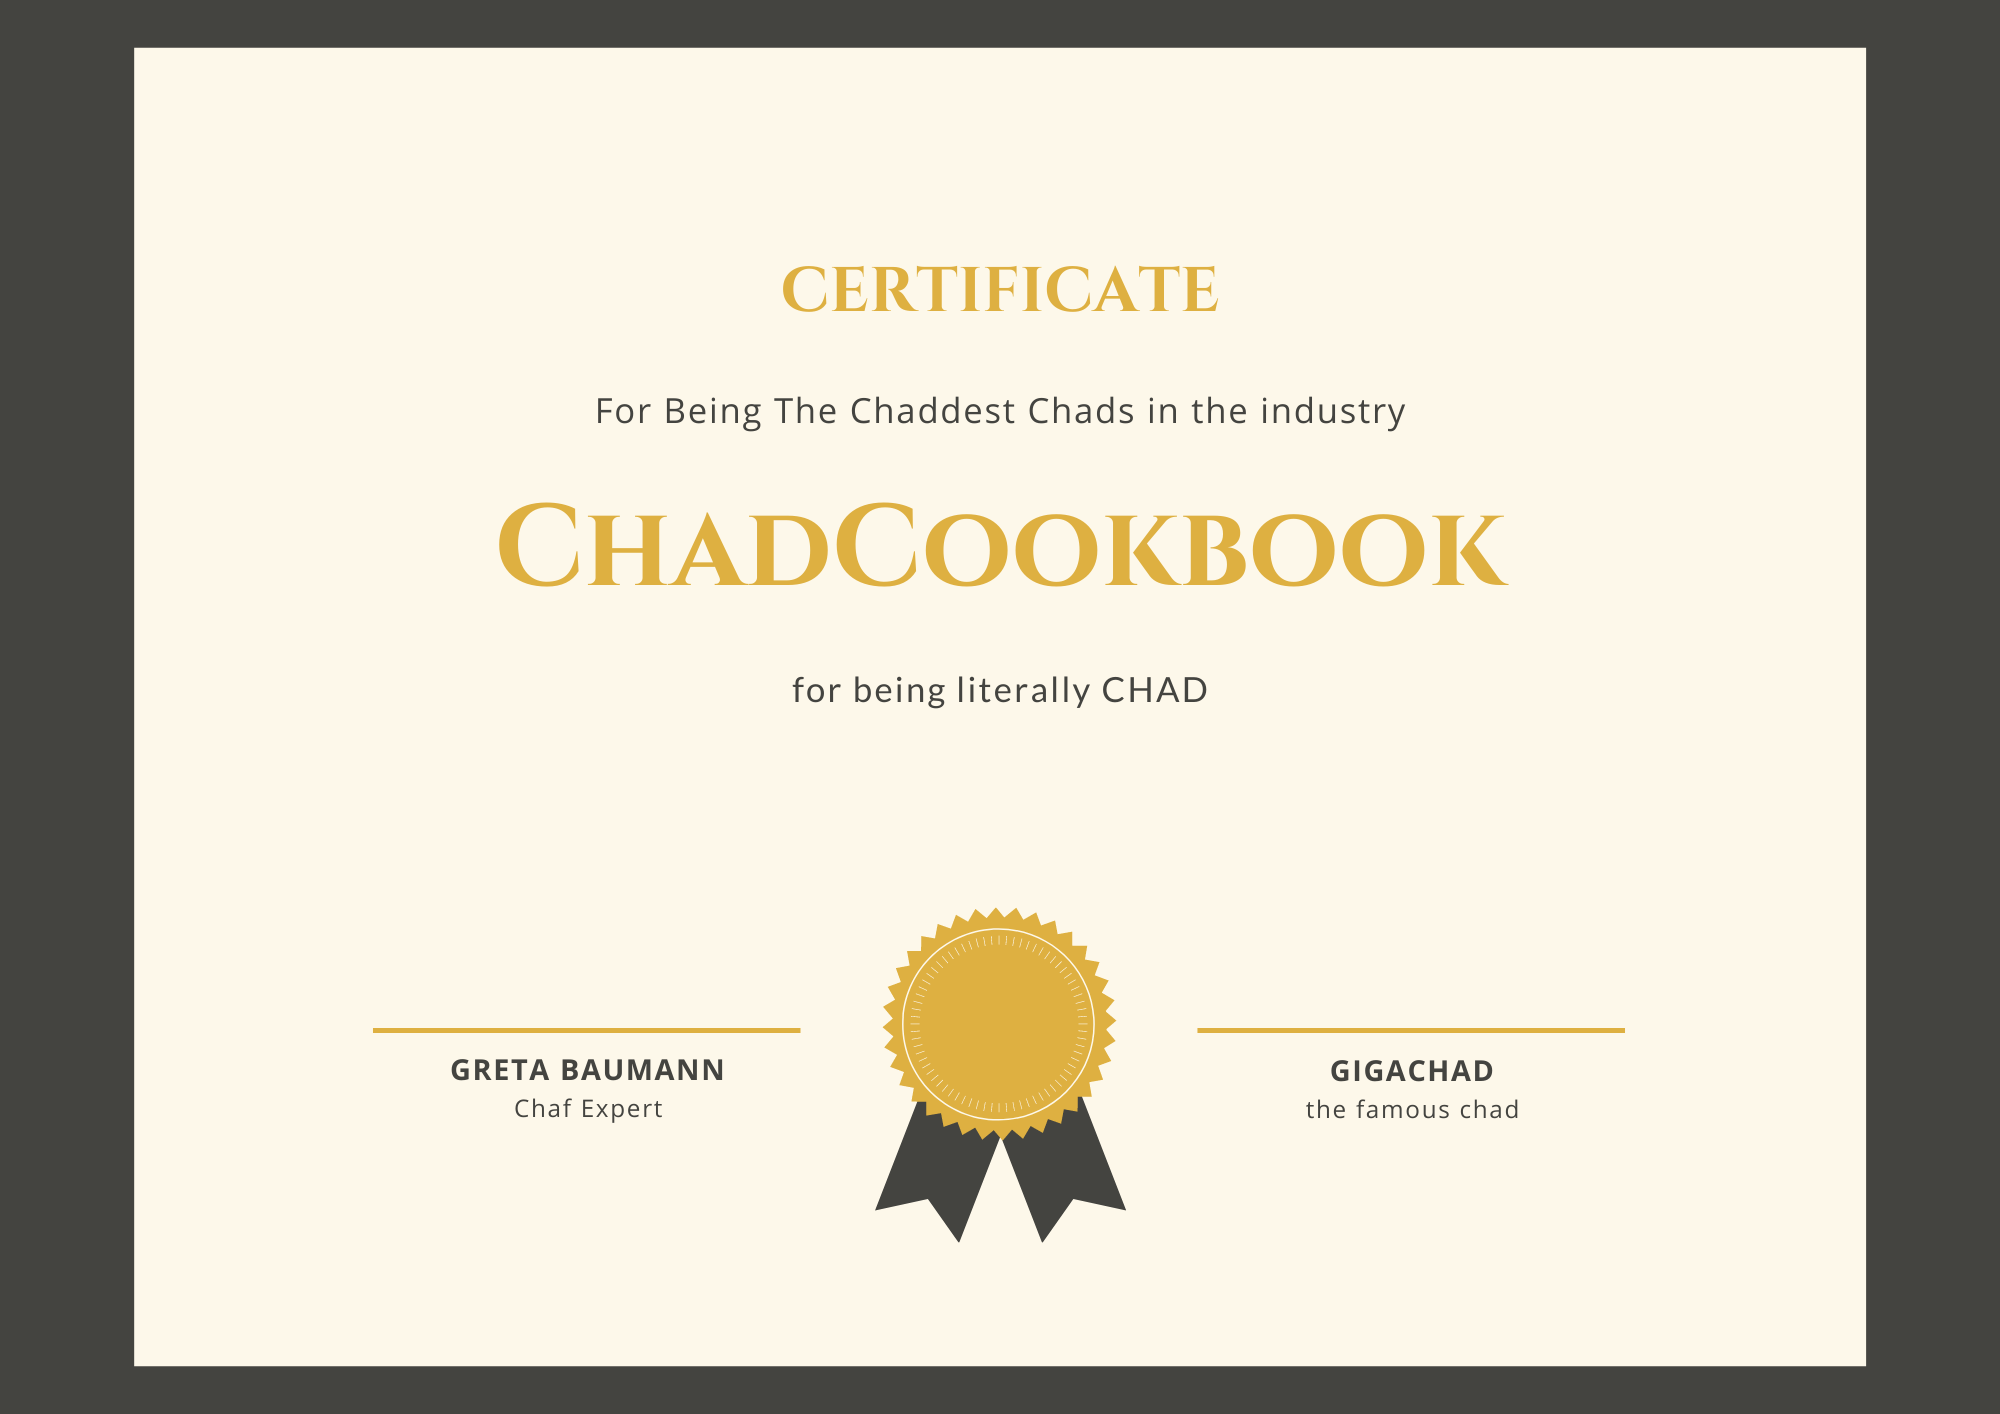 CERTIFICATE
For Being The Chaddest Chads in the industry
ChadCookbook
for being literally CHAD
GRETA BAUMANN
Chaf Expert
GIGACHAD
the famous chad